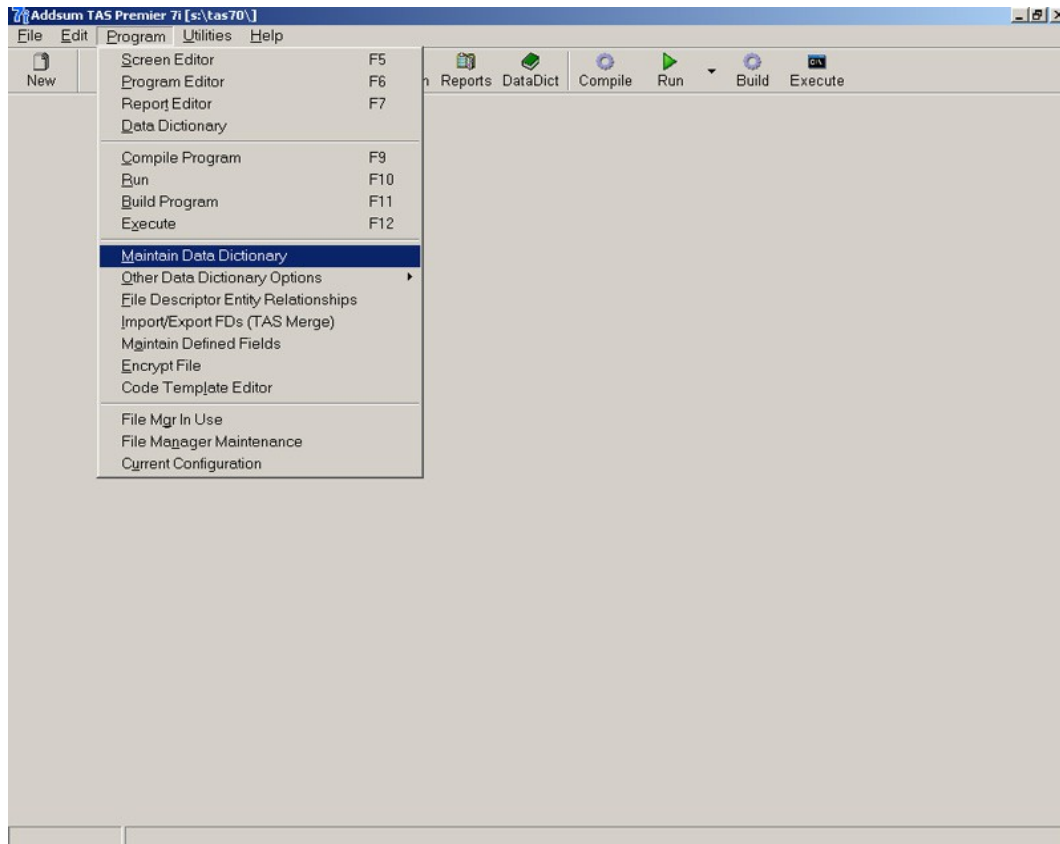 Addsum TAS Premier 7i [s:\tas70\]
File Edit Program Utilities Help
New Reports DataDict Compile Run Build Execute
Screen Editor F5
Program Editor F6
Report Editor F7
Data Dictionary
Compile Program F9
Run F10
Build Program F11
Execute F12
Maintain Data Dictionary
Other Data Dictionary Options
File Descriptor Entity Relationships
Import/Export FDs (TAS Merge)
Maintain Defined Fields
Encrypt File
Code Template Editor
File Mgr In Use
File Manager Maintenance
Current Configuration